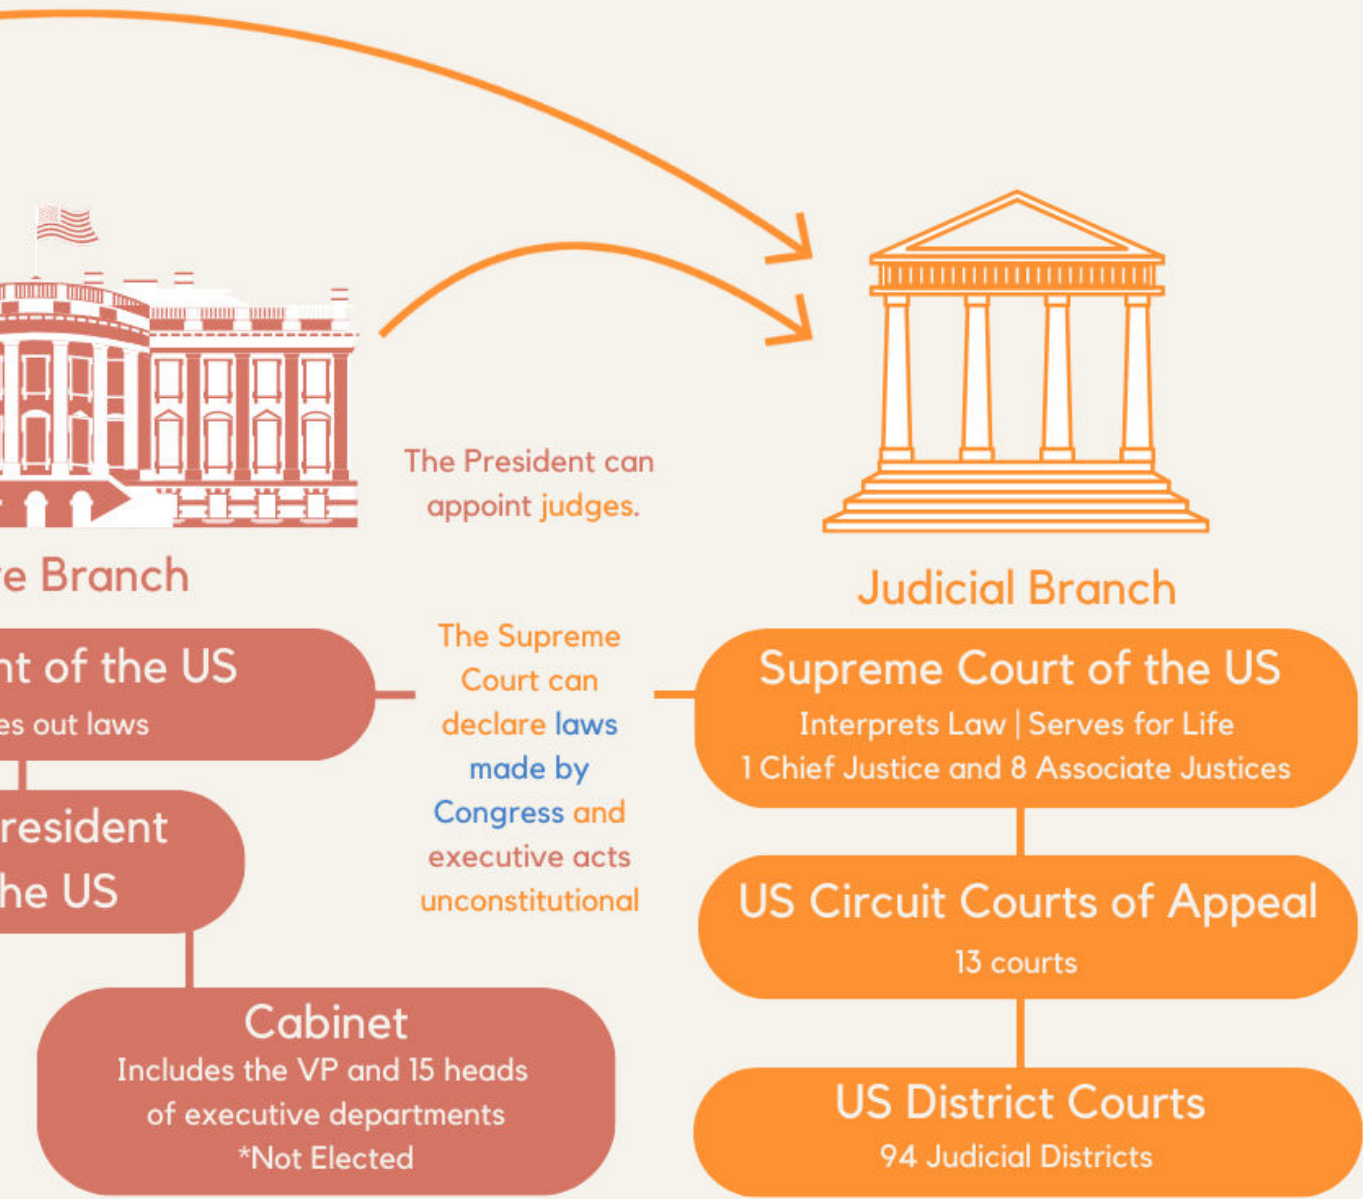 The President can
appoint judges.
e Branch
Judicial Branch
nt of the US
es out laws
resident
he US
Cabinet
Includes the VP and 15 heads
of executive departments
*Not Elected
The Supreme
Court can
declare laws
made by
Congress and
executive acts
unconstitutional
Supreme Court of the US
Interprets Law | Serves for Life
1 Chief Justice and 8 Associate Justices
US Circuit Courts of Appeal
13 courts
US District Courts
94 Judicial Districts